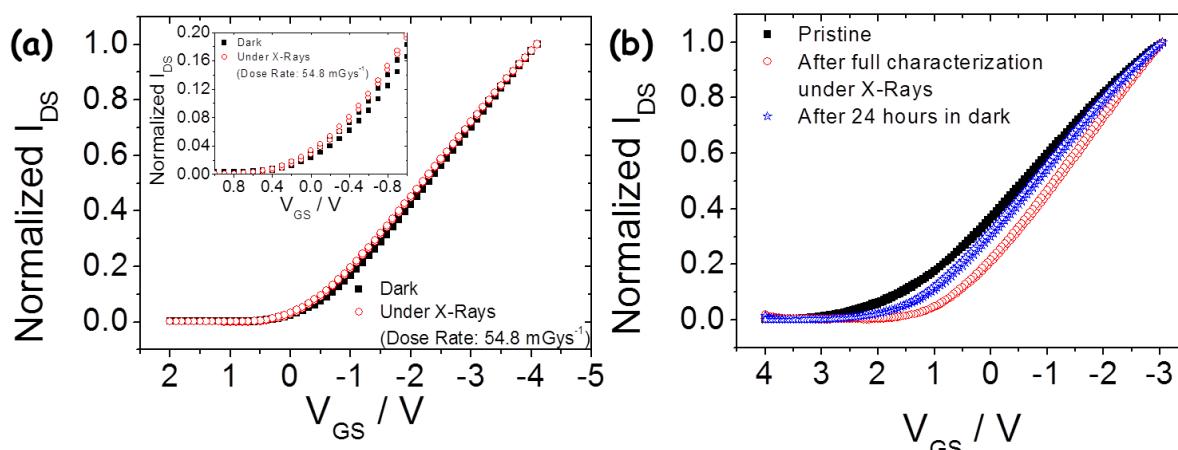 (a)
Normalized I_DS
1.0
0.8
0.6
0.4
0.2
0.0
2 1 0 -1 -2 -3 -4 -5
V_GS / V
Dark
Under X-Rays
(Dose Rate: 54.8 mGys⁻¹)
Normalized I_DS
0.20
0.16
0.12
0.08
0.04
0.00
0.8 0.4 0.0 -0.4 -0.8
V_GS / V
Dark
Under X-Rays
(Dose Rate: 54.8 mGys⁻¹)
(b)
Normalized I_DS
1.0
0.8
0.6
0.4
0.2
0.0
4 3 2 1 0 -1 -2 -3
V_GS / V
Pristine
After full characterization
under X-Rays
After 24 hours in dark